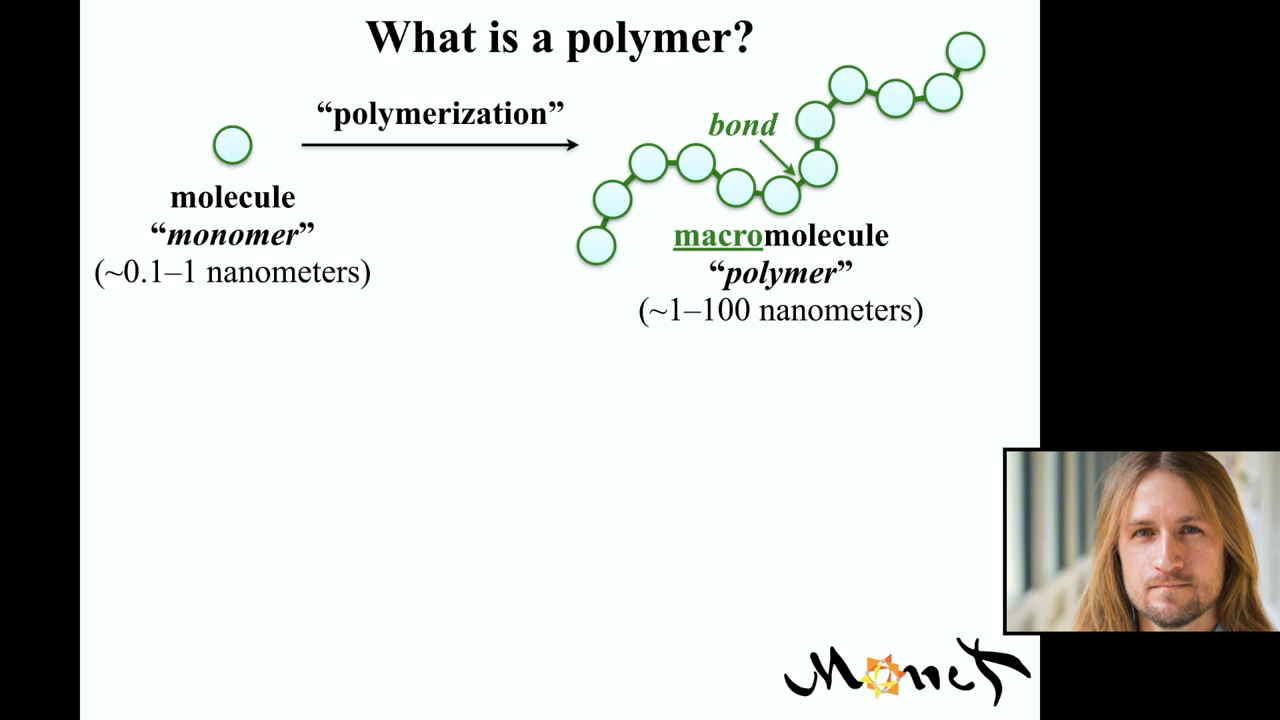 What is a polymer?
“polymerization”
bond
molecule
“monomer”
(~0.1–1 nanometers)
macromolecule
“polymer”
(~1–100 nanometers)
Monet